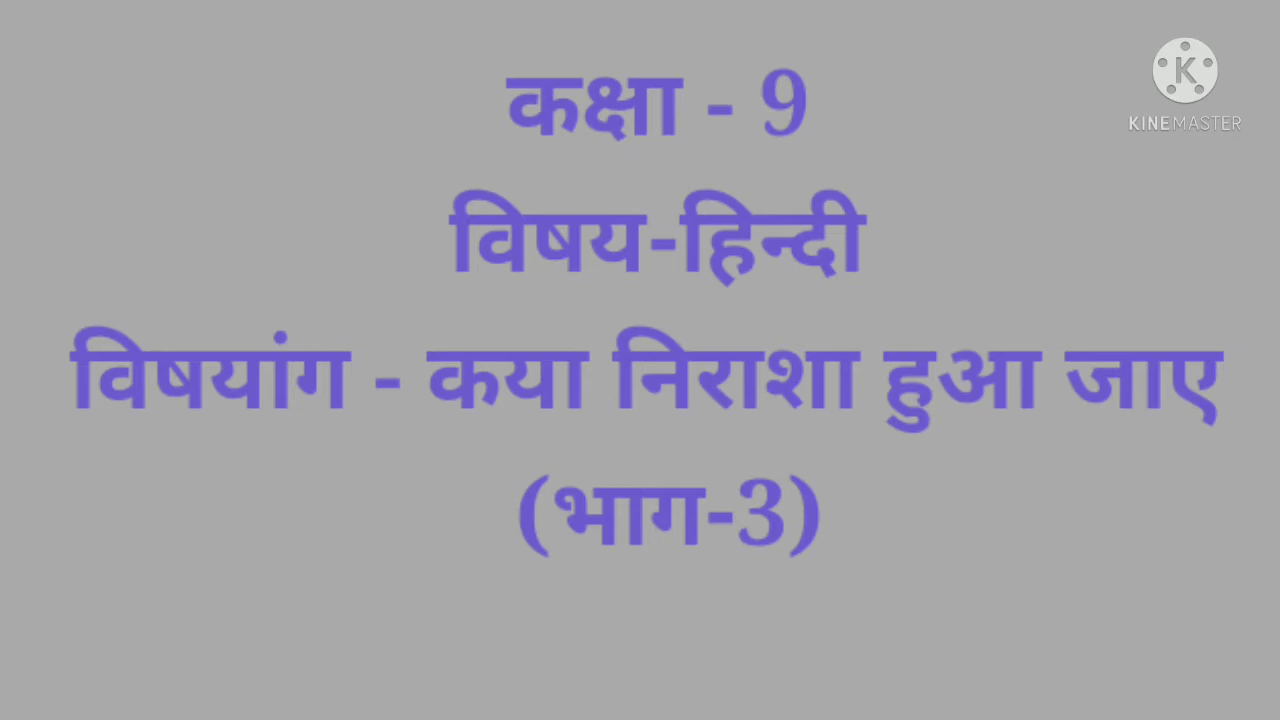 कक्षा - 9
विषय-हिन्दी
विषयांग - कया निराशा हुआ जाए
(भाग-3)
K
KINEMASTER